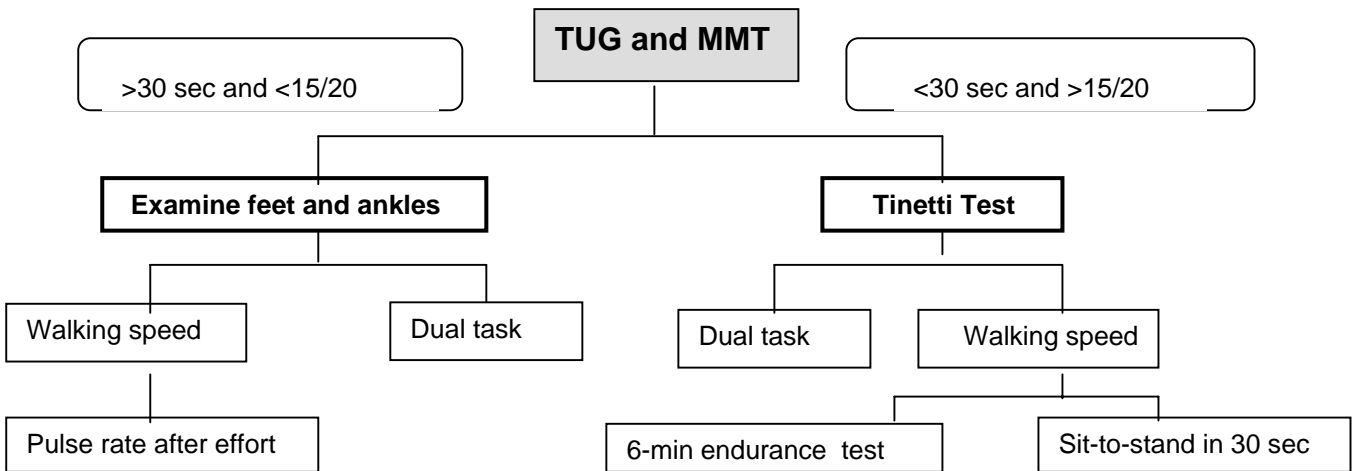 TUG and MMT
>30 sec and <15/20
<30 sec and >15/20
Examine feet and ankles
Tinetti Test
Walking speed
Dual task
Dual task
Walking speed
Pulse rate after effort
6-min endurance test
Sit-to-stand in 30 sec